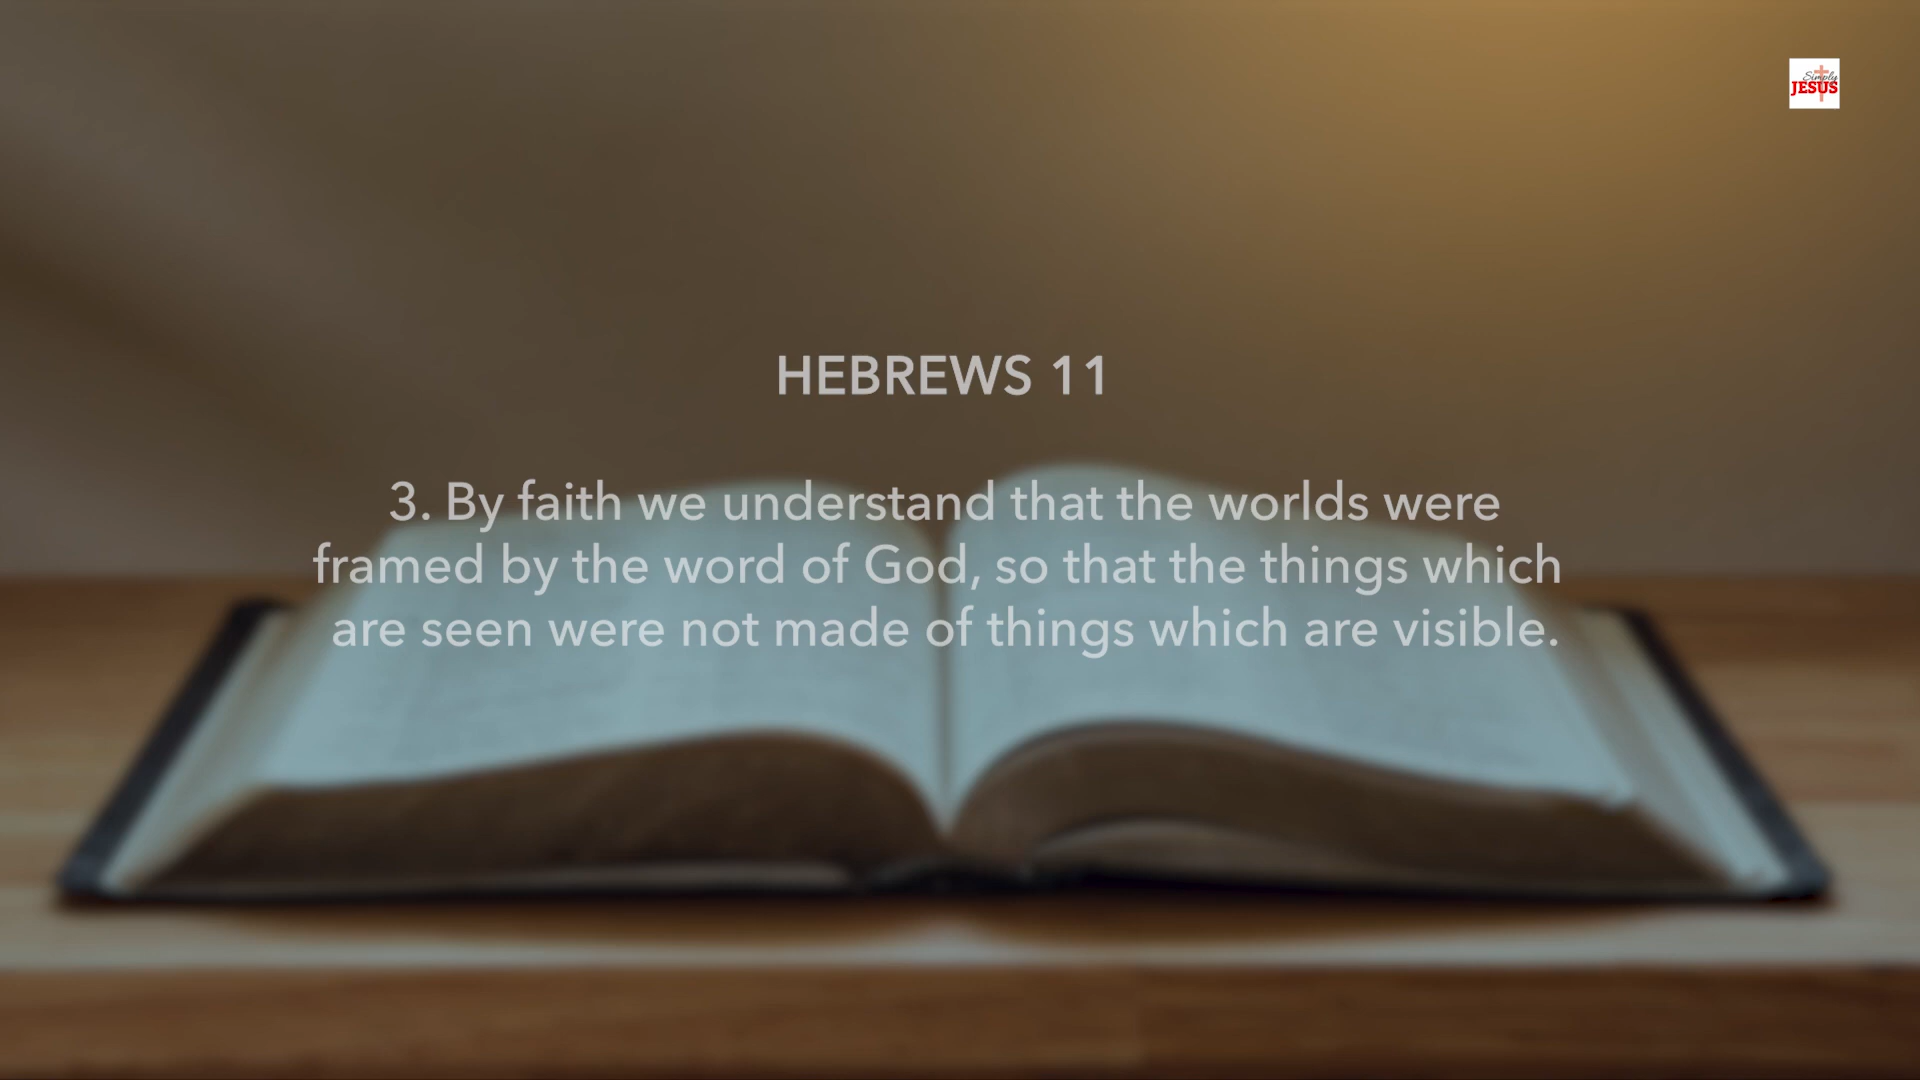 Simply
JESUS
HEBREWS 11
3. By faith we understand that the worlds were
framed by the word of God, so that the things which
are seen were not made of things which are visible.